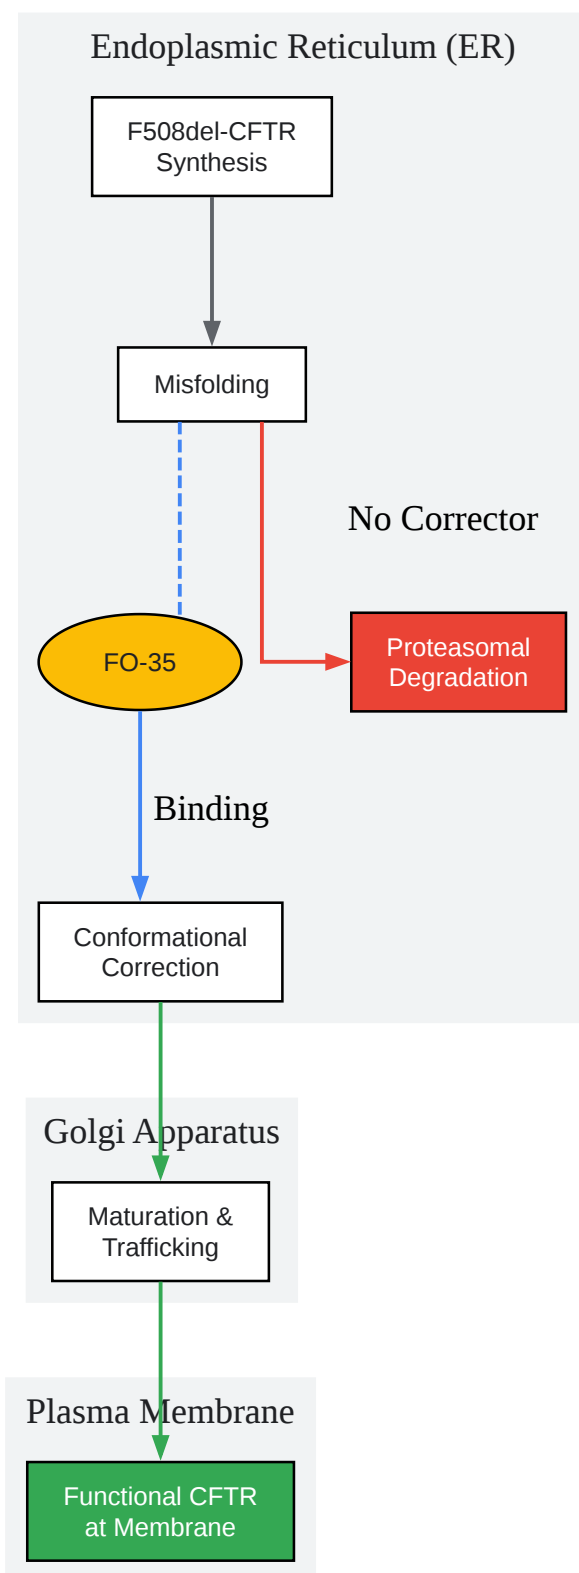 Endoplasmic Reticulum (ER)
F508del-CFTR
Synthesis
Misfolding
No Corrector
FO-35
Proteasomal
Degradation
Binding
Conformational
Correction
Golgi Apparatus
Maturation &
Trafficking
Plasma Membrane
Functional CFTR
at Membrane